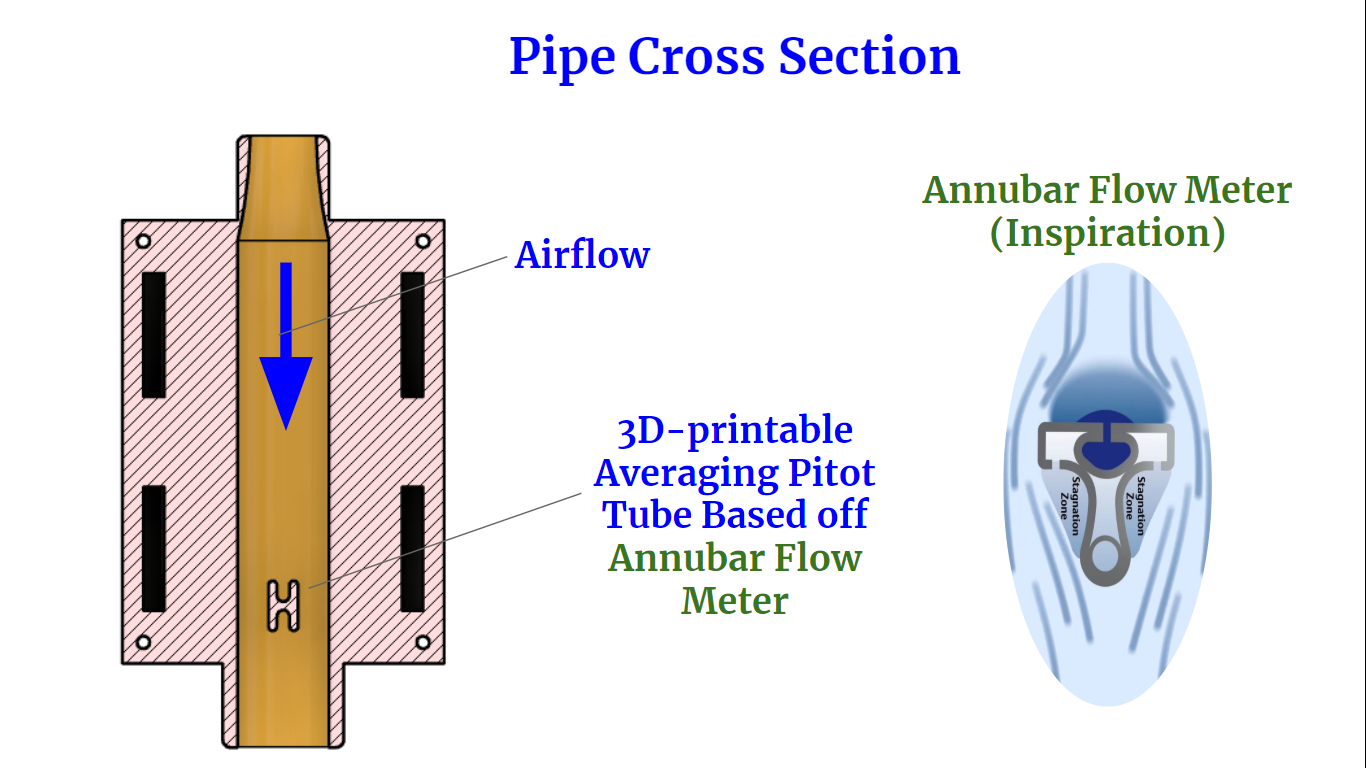 Pipe Cross Section
Annubar Flow Meter
(Inspiration)
Airflow
3D-printable
Averaging Pitot
Tube Based off
Annubar Flow
Meter
Stagnation
Zone
Stagnation
Zone